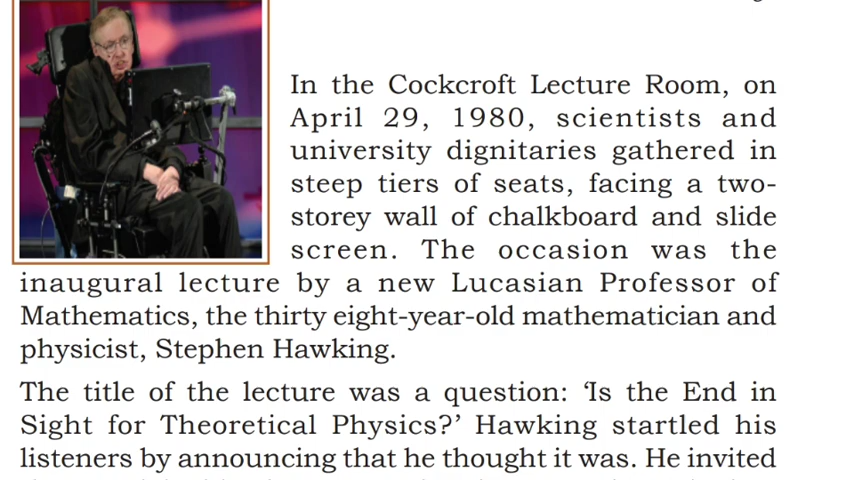 In the Cockcroft Lecture Room, on
April 29, 1980, scientists and
university dignitaries gathered in
steep tiers of seats, facing a two-
storey wall of chalkboard and slide
screen. The occasion was the
inaugural lecture by a new Lucasian Professor of
Mathematics, the thirty eight-year-old mathematician and
physicist, Stephen Hawking.
The title of the lecture was a question: ‘Is the End in
Sight for Theoretical Physics?’ Hawking startled his
listeners by announcing that he thought it was. He invited